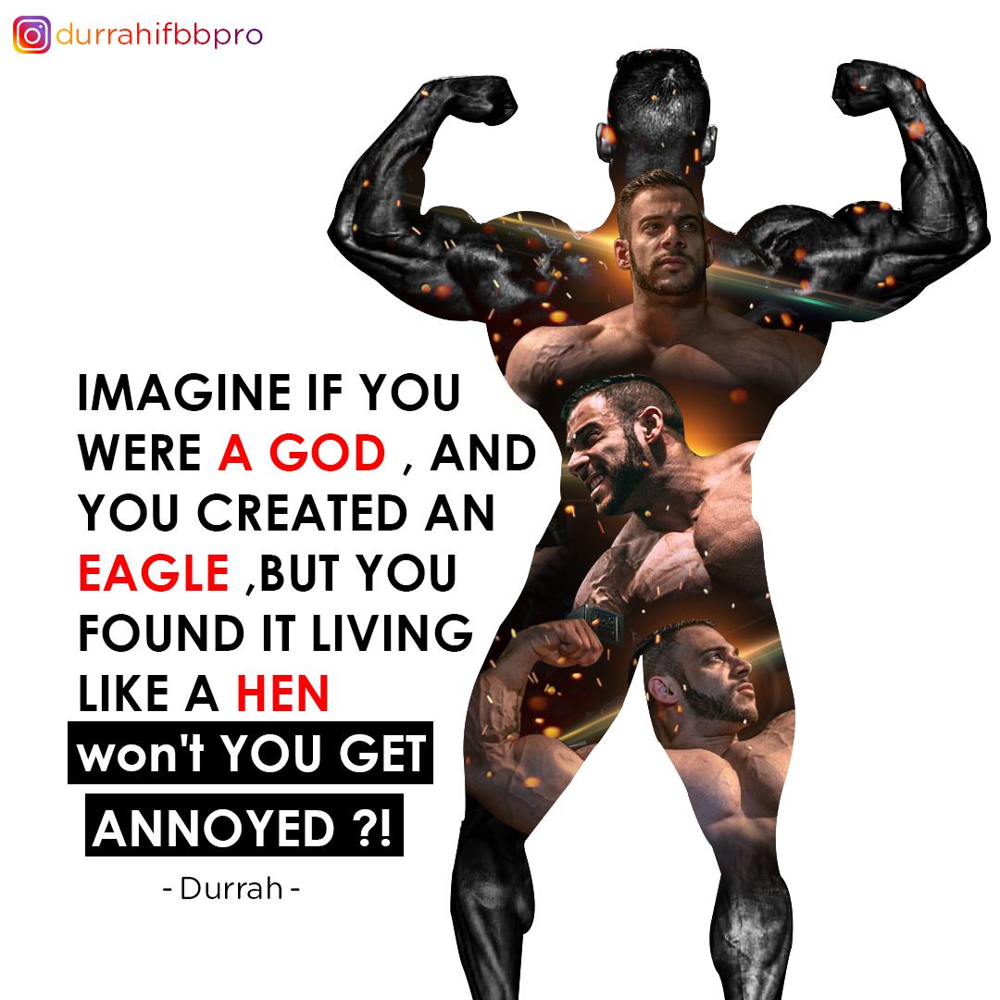 durrahifbbpro
IMAGINE IF YOU
WERE A GOD , AND
YOU CREATED AN
EAGLE ,BUT YOU
FOUND IT LIVING
LIKE A HEN
won't YOU GET
ANNOYED ?!
- Durrah -